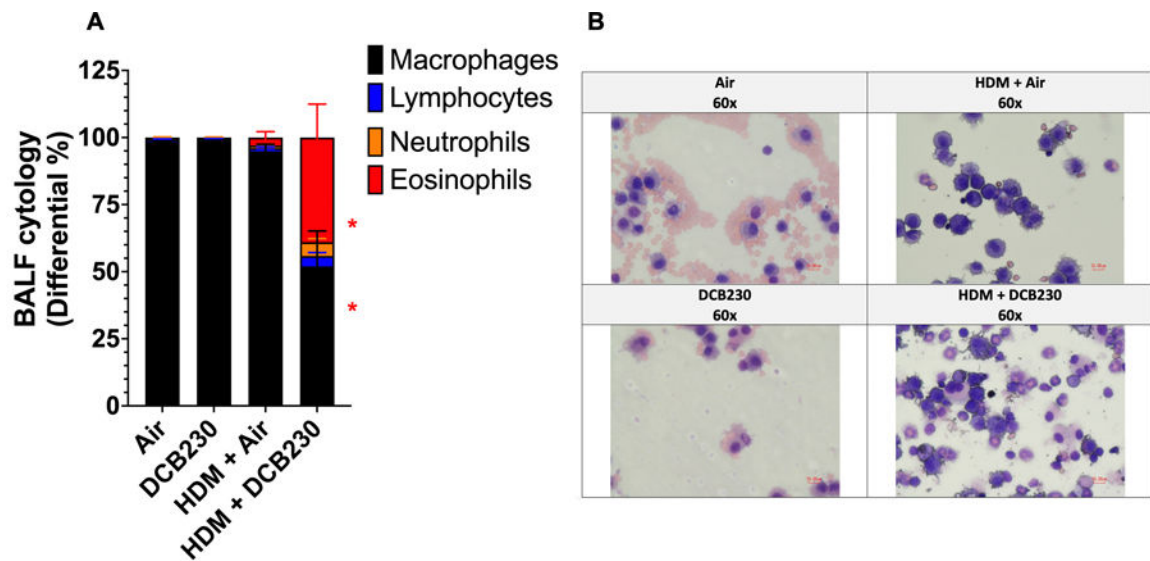 A
BALF cytology
(Differential %)
125
100
75
50
25
0
Air
DCB230
HDM + Air
HDM + DCB230
*
*
Macrophages
Lymphocytes
Neutrophils
Eosinophils
B
Air
60x
HDM + Air
60x
DCB230
60x
HDM + DCB230
60x